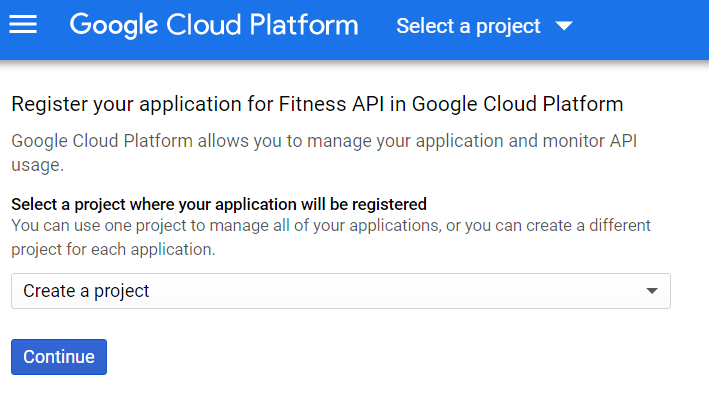 Google Cloud Platform Select a project
Register your application for Fitness API in Google Cloud Platform
Google Cloud Platform allows you to manage your application and monitor API
usage.
Select a project where your application will be registered
You can use one project to manage all of your applications, or you can create a different
project for each application.
Create a project
Continue